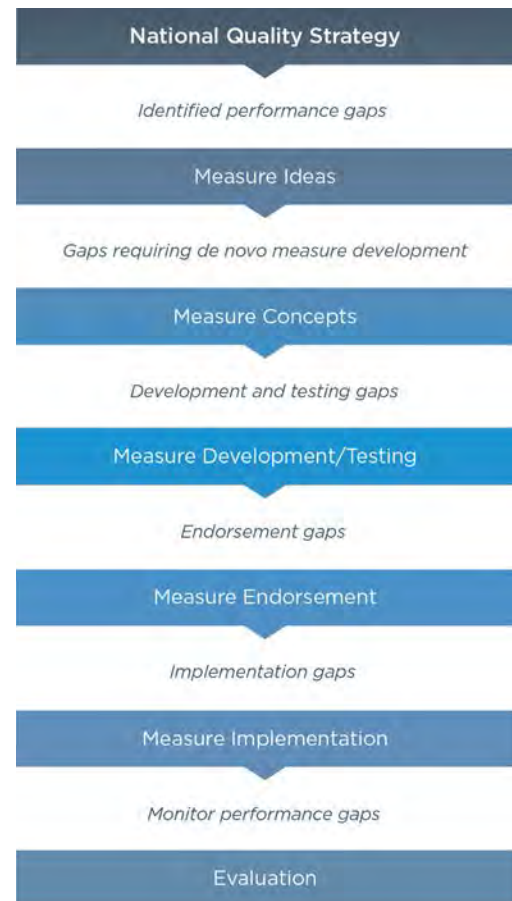 National Quality Strategy
Identified performance gaps
Measure Ideas
Gaps requiring de novo measure development
Measure Concepts
Development and testing gaps
Measure Development/Testing
Endorsement gaps
Measure Endorsement
Implementation gaps
Measure Implementation
Monitor performance gaps
Evaluation